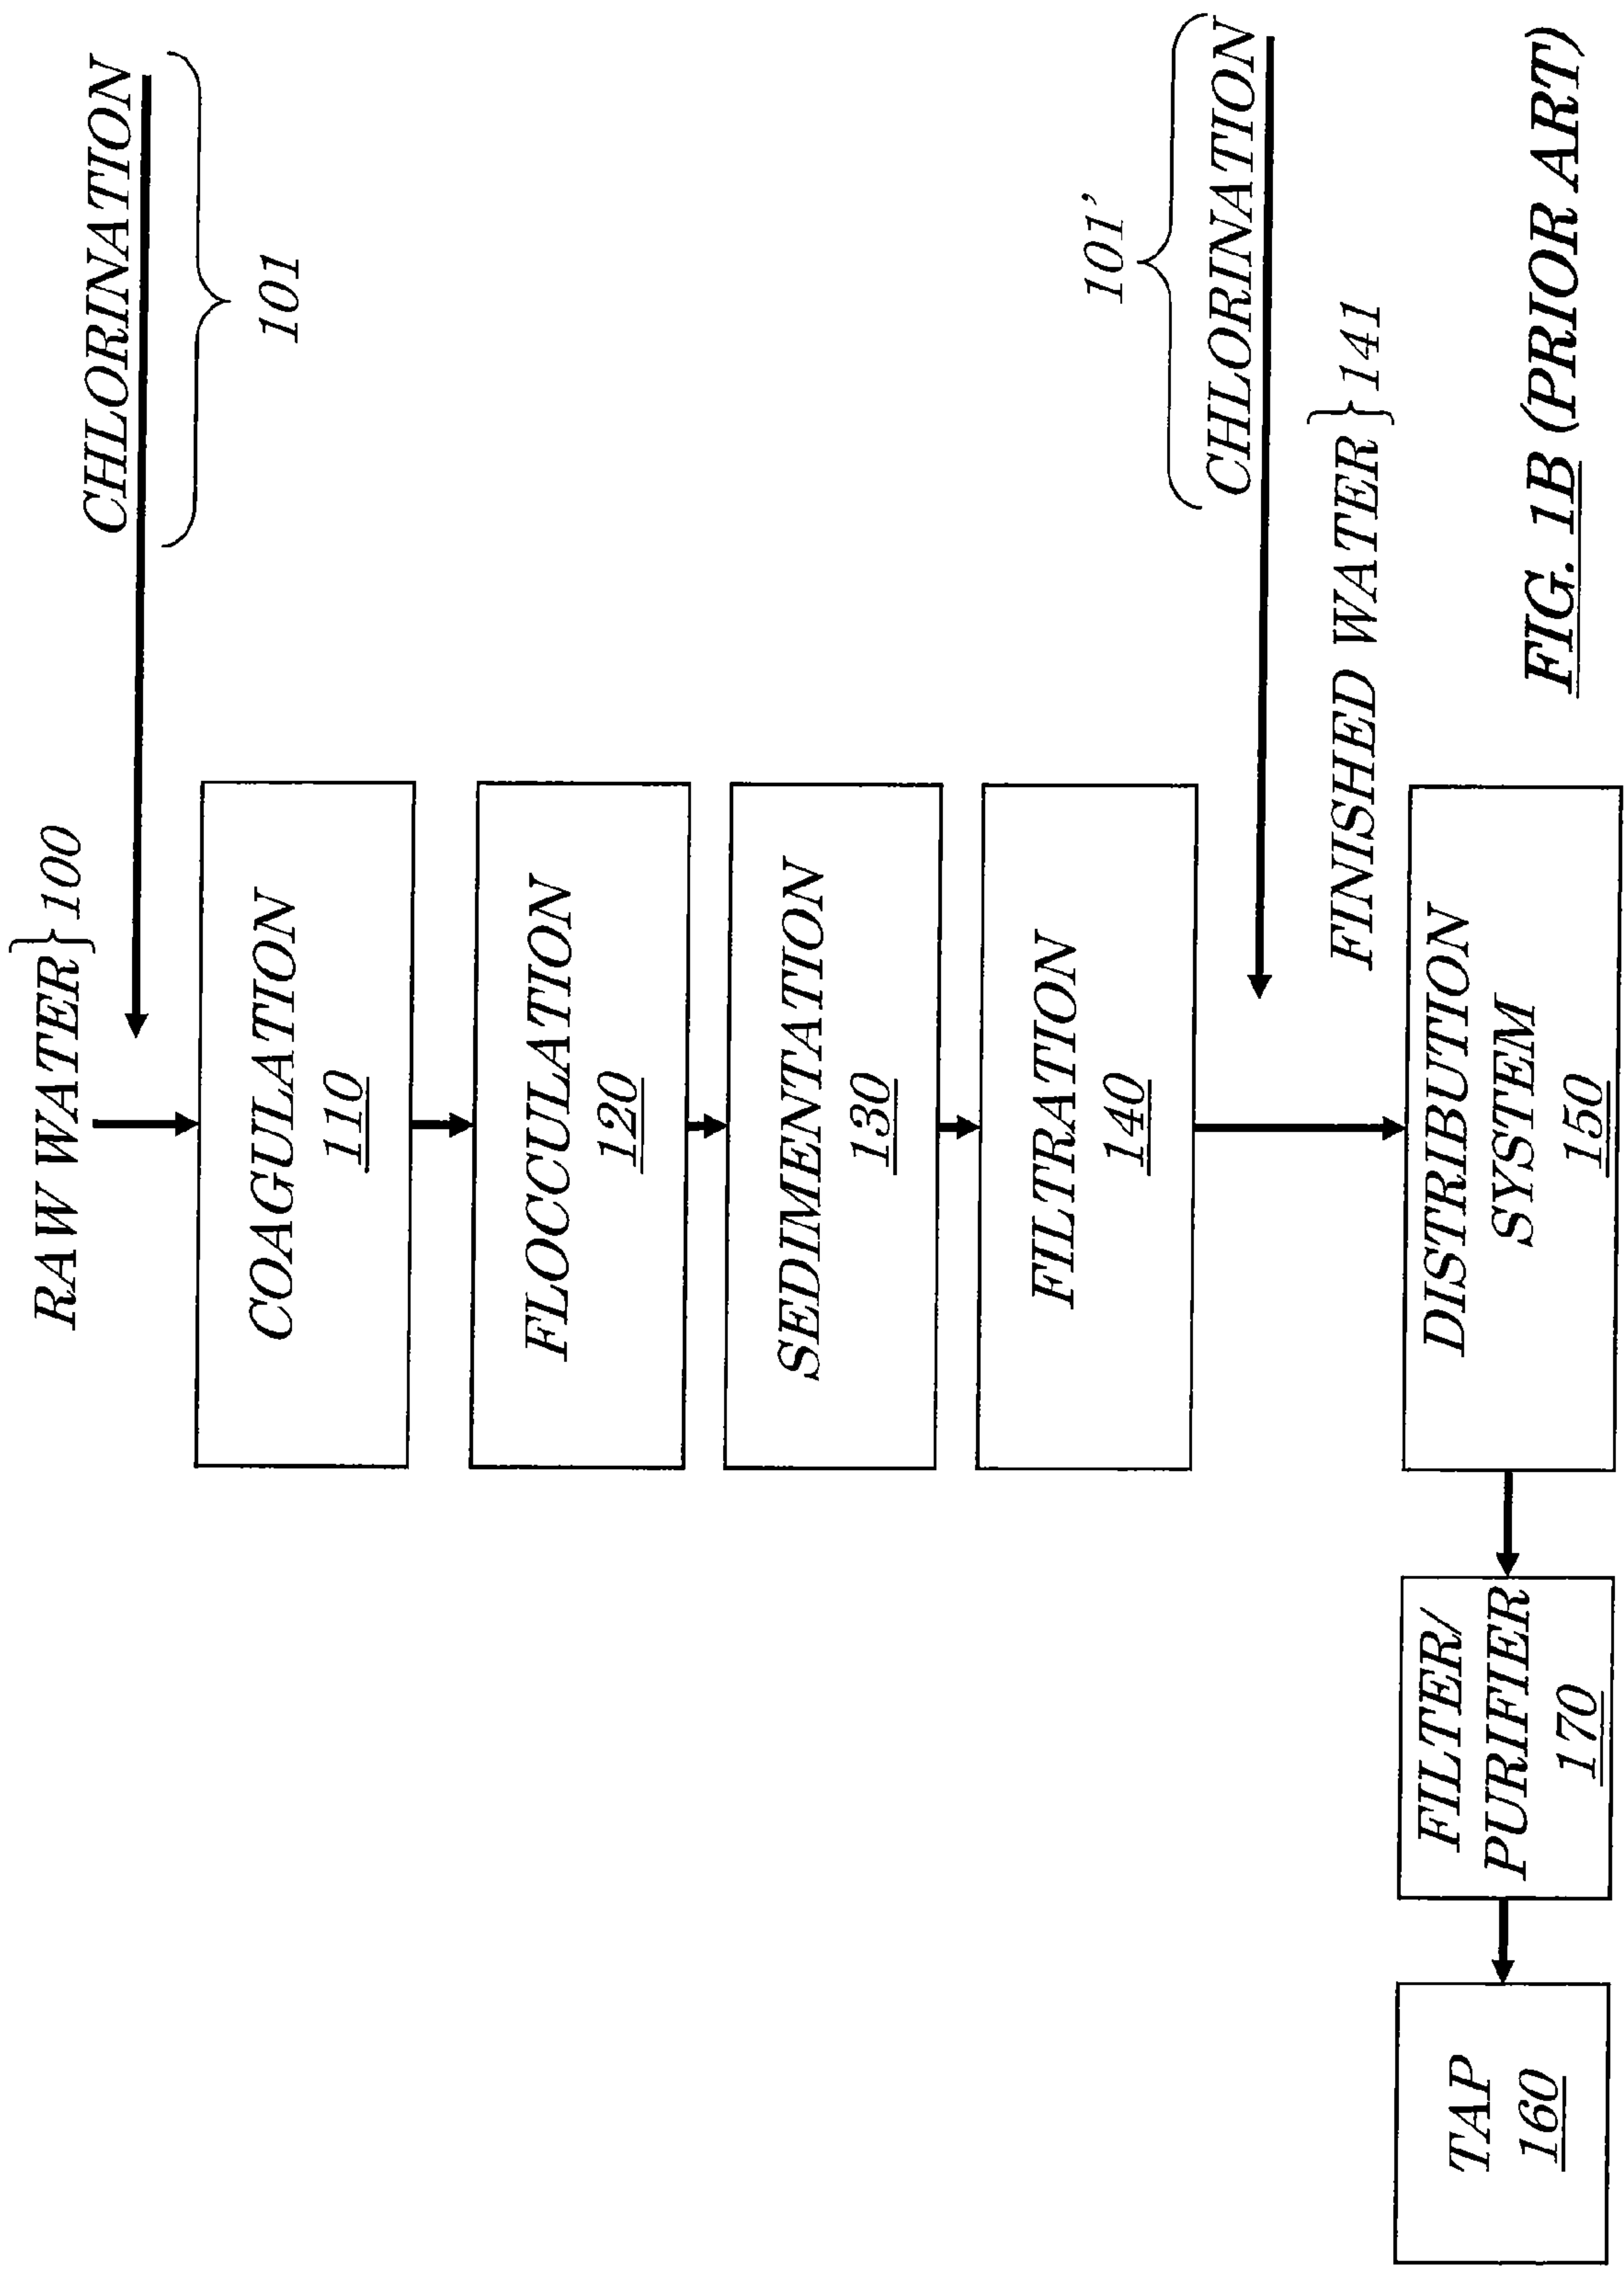 RAW WATER} 100
CHLORINATION
101
COAGULATION
110
FLOCCULATION
120
SEDIMENTATION
130
FILTRATION
140
101'
CHLORINATION
FINISHED WATER} 141
DISTRIBUTION
SYSTEM
150
FILTER/
PURIFIER
170
TAP
160
FIG. 1B (PRIOR ART)